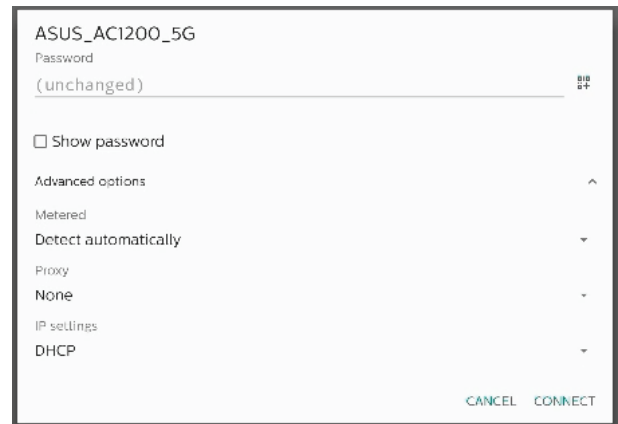 ASUS_AC1200_5G
Password
(unchanged)
Show password
Advanced options
Metered
Detect automatically
Proxy
None
IP settings
DHCP
CANCEL CONNECT